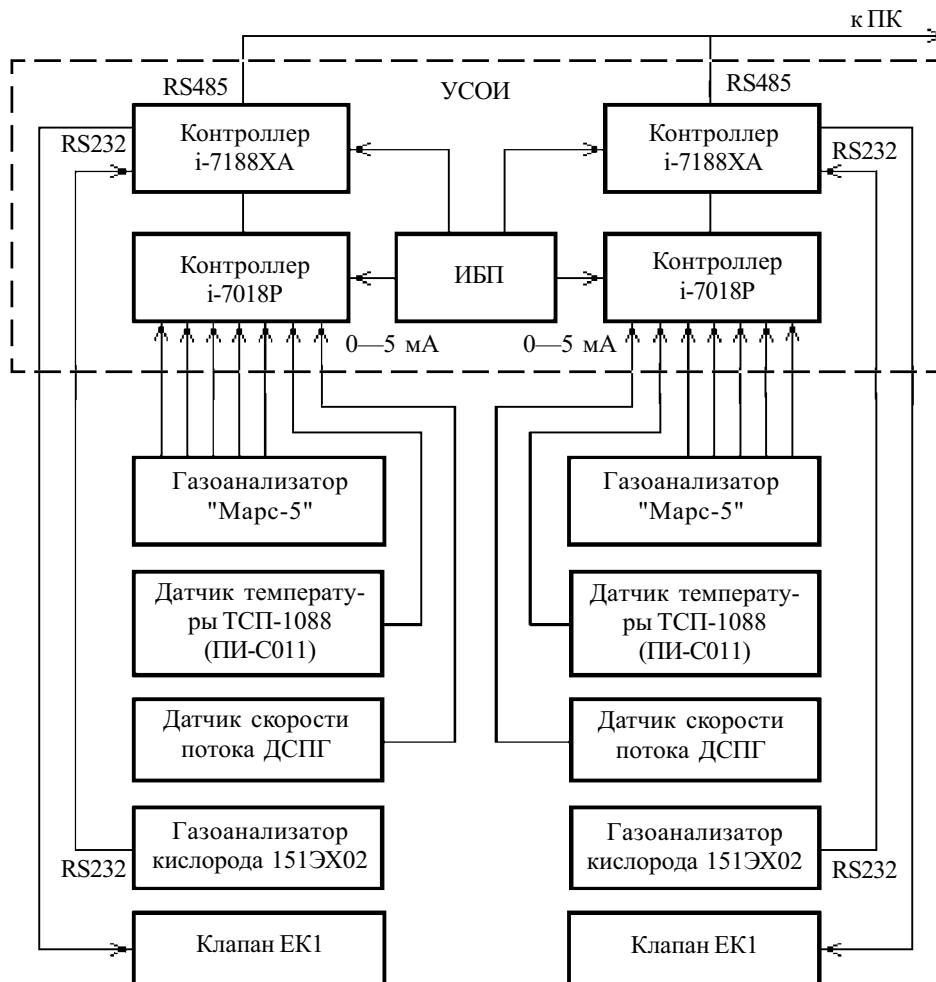 к ПК
RS485
УСОИ
RS485
Контроллер
i-7188XA
Контроллер
i-7188XA
RS232
RS232
Контроллер
i-7018P
ИБП
Контроллер
i-7018P
0—5 мА
0—5 мА
Газоанализатор
"Марс-5"
Газоанализатор
"Марс-5"
Датчик температу-
ры ТСП-1088
(ПИ-С011)
Датчик температу-
ры ТСП-1088
(ПИ-С011)
Датчик скорости
потока ДСПГ
Датчик скорости
потока ДСПГ
Газоанализатор
кислорода 151ЭХ02
Газоанализатор
кислорода 151ЭХ02
RS232
RS232
Клапан ЕК1
Клапан ЕК1